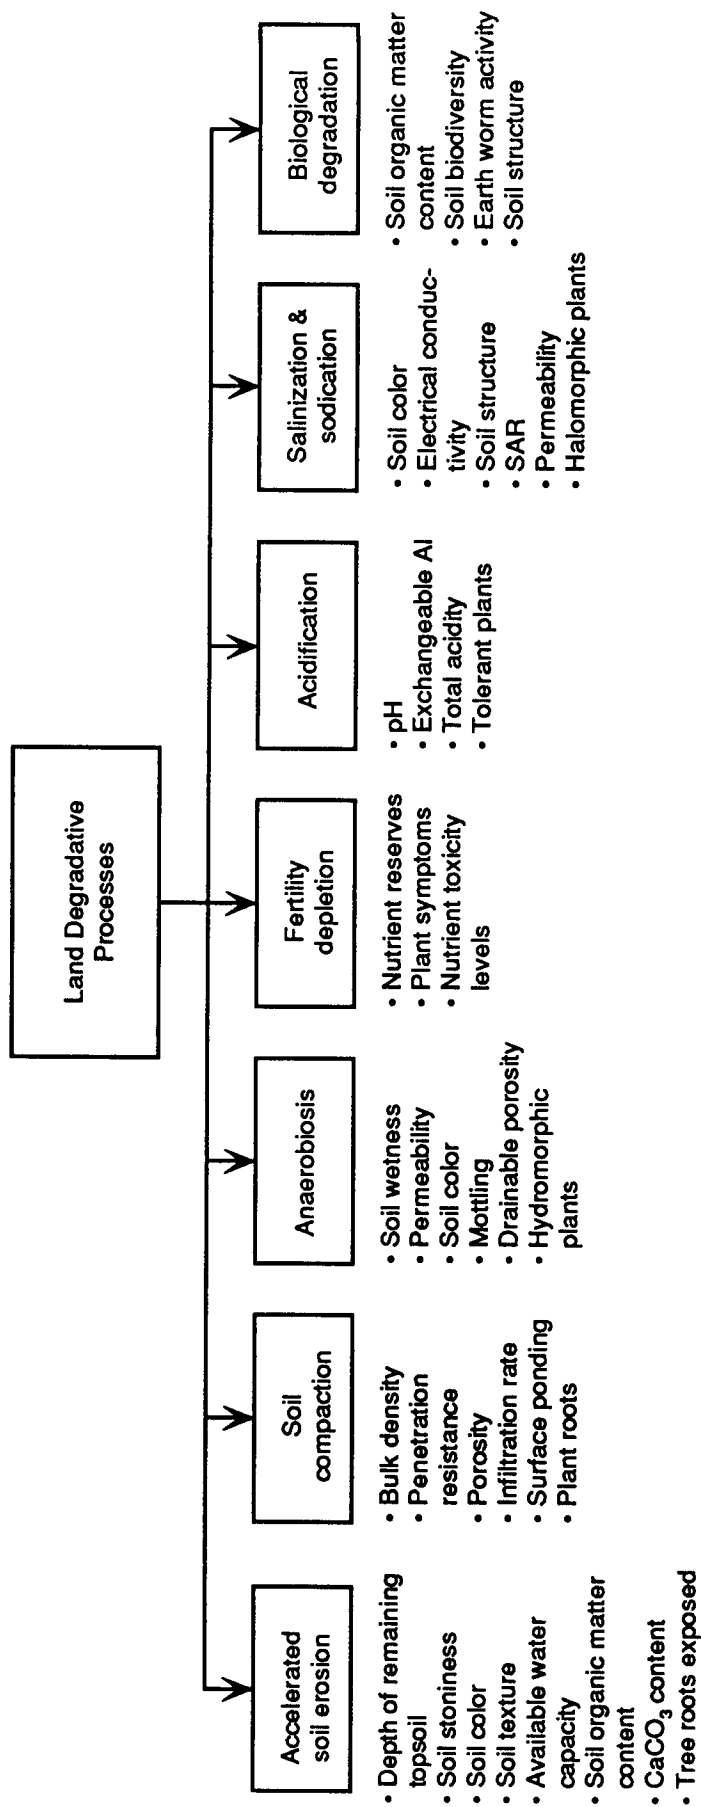 Land Degradative
Processes
Accelerated
soil erosion
• Depth of remaining
topsoil
• Soil stoniness
• Soil color
• Soil texture
• Available water
capacity
• Soil organic matter
content
• CaCO₃ content
• Tree roots exposed
Soil
compaction
• Bulk density
• Penetration
resistance
• Porosity
• Infiltration rate
• Surface ponding
• Plant roots
Anaerobiosis
• Soil wetness
• Permeability
• Soil color
• Mottling
• Drainable porosity
• Hydromorphic
plants
Fertility
depletion
• Nutrient reserves
• Plant symptoms
• Nutrient toxicity
levels
Acidification
• pH
• Exchangeable Al
• Total acidity
• Tolerant plants
Salinization &
sodication
• Soil color
• Electrical conduc-
tivity
• Soil structure
• SAR
• Permeability
• Halomorphic plants
Biological
degradation
• Soil organic matter
content
• Soil biodiversity
• Earth worm activity
• Soil structure